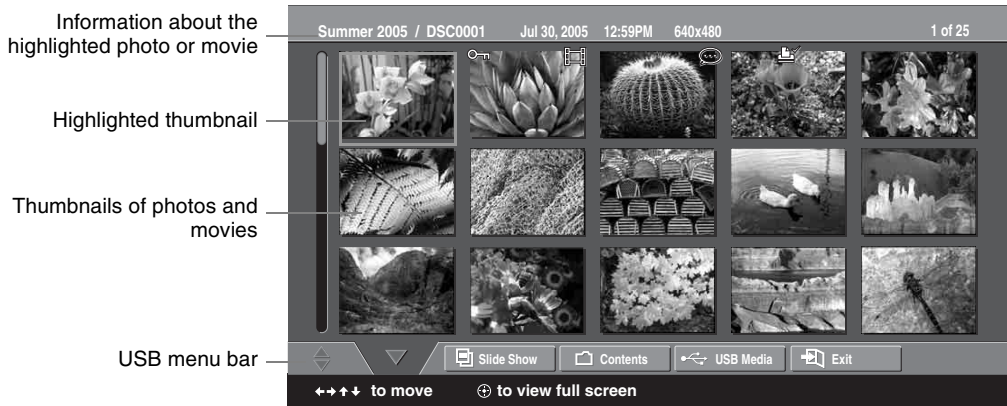 Information about the
highlighted photo or movie
Summer 2005 / DSC0001 Jul 30, 2005 12:59PM 640x480 1 of 25
Highlighted thumbnail
Thumbnails of photos and
movies
USB menu bar
Slide Show Contents USB Media Exit
to move to view full screen